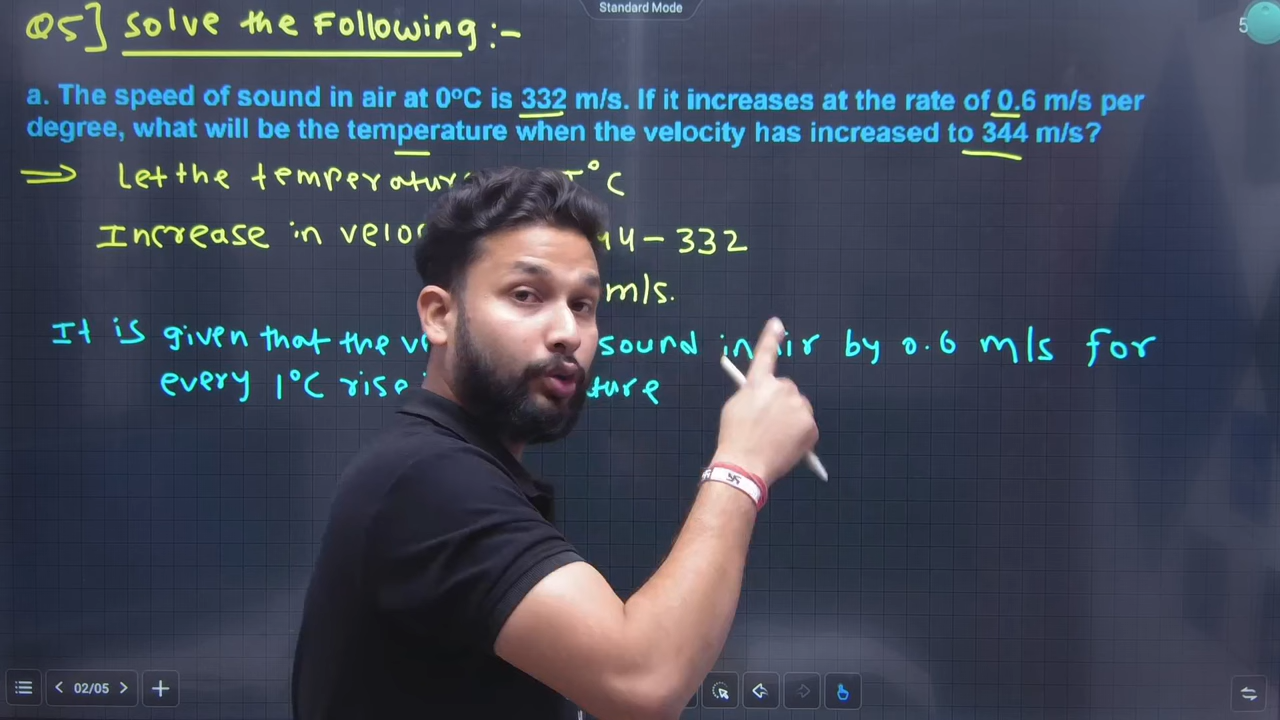 Standard Mode
5
Q5] Solve the Following :-
a. The speed of sound in air at 0°C is 332 m/s. If it increases at the rate of 0.6 m/s per
degree, what will be the temperature when the velocity has increased to 344 m/s?
⇒ Let the temperatur °C
Increase in velo 44 - 332
m/s.
It is given that the ve sound in air by 0.6 m/s for
every 1°C rise ture
02/05